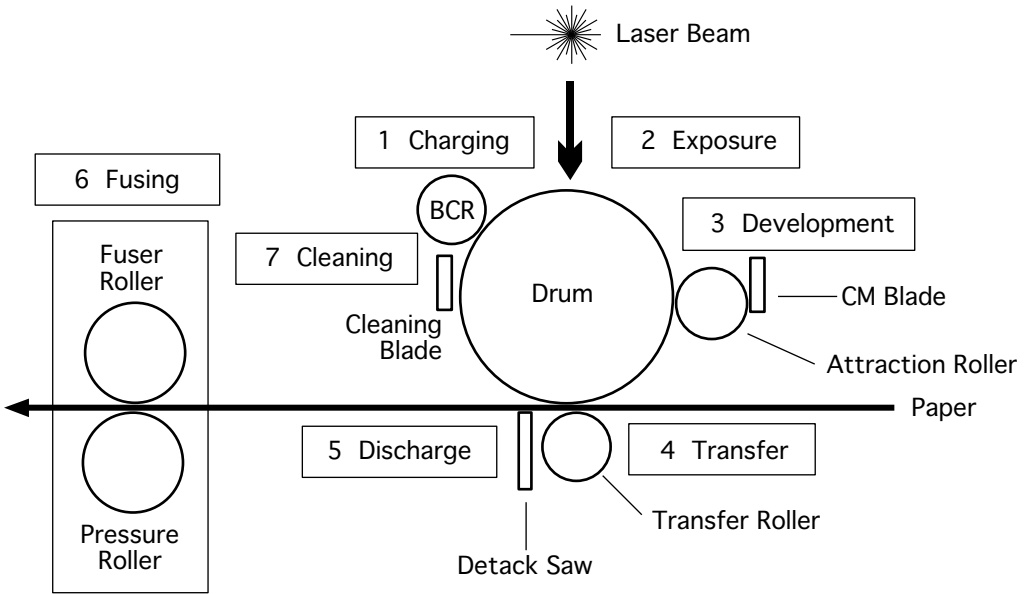 Laser Beam
1 Charging
2 Exposure
6 Fusing
BCR
3 Development
7 Cleaning
Fuser
Roller
Drum
CM Blade
Cleaning
Blade
Attraction Roller
Paper
5 Discharge
4 Transfer
Transfer Roller
Pressure
Roller
Detack Saw